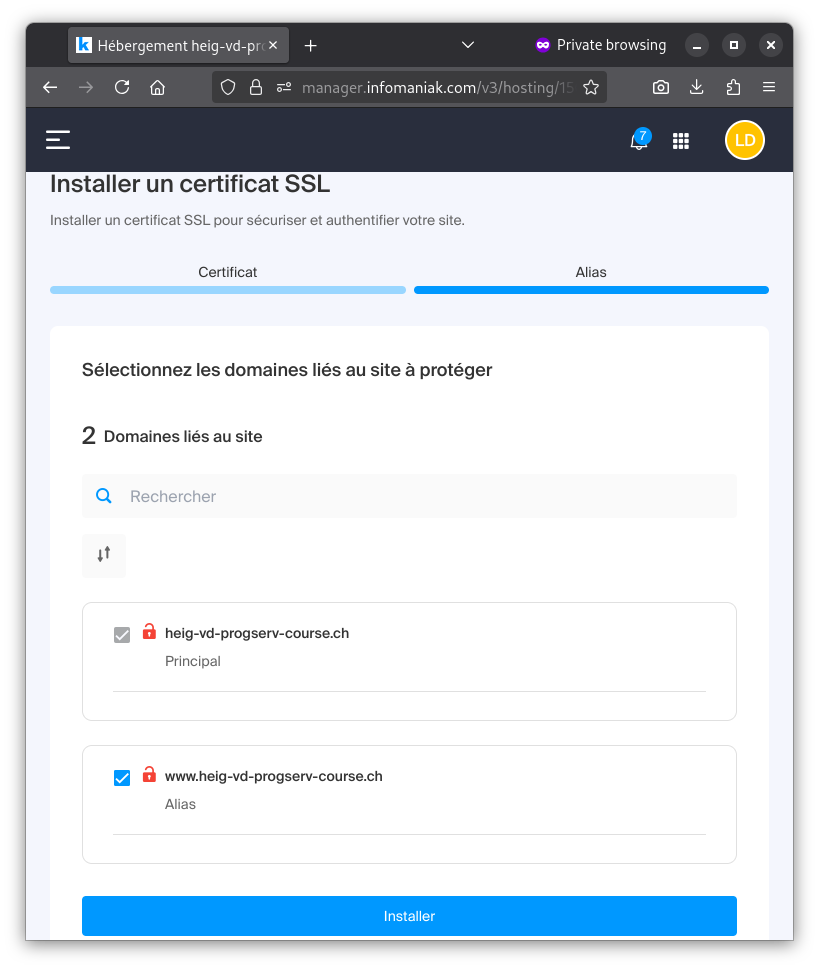 Hébergement heig-vd-pr
Private browsing
manager.infomaniak.com/v3/hosting/15
7
LD
Installer un certificat SSL
Installer un certificat SSL pour sécuriser et authentifier votre site.
Certificat
Alias
Sélectionnez les domaines liés au site à protéger
2 Domaines liés au site
Rechercher
heig-vd-progserv-course.ch
Principal
www.heig-vd-progserv-course.ch
Alias
Installer